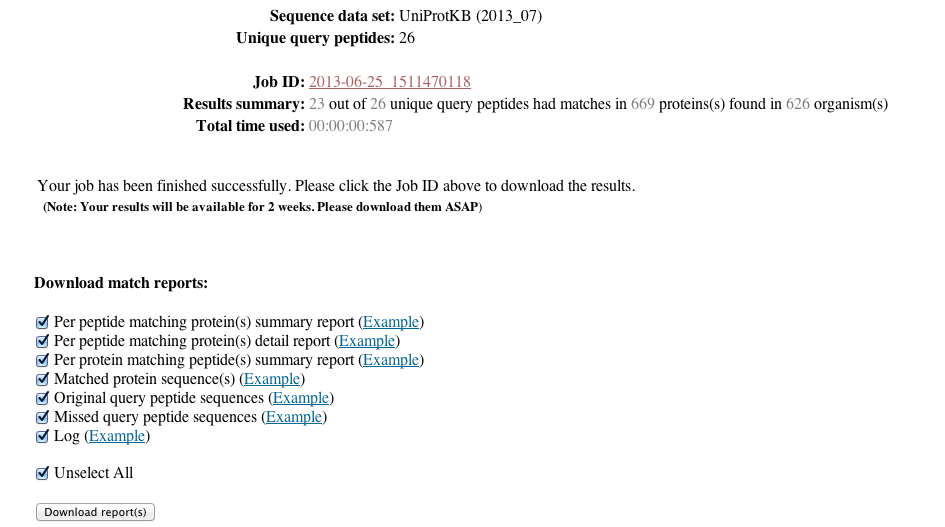 Sequence data set: UniProtKB (2013_07)
Unique query peptides: 26
Job ID: 2013-06-25_1511470118
Results summary: 23 out of 26 unique query peptides had matches in 669 proteins(s) found in 626 organism(s)
Total time used: 00:00:00:587
Your job has been finished successfully. Please click the Job ID above to download the results.
(Note: Your results will be available for 2 weeks. Please download them ASAP)
Download match reports:
Per peptide matching protein(s) summary report (Example)
Per peptide matching protein(s) detail report (Example)
Per protein matching peptide(s) summary report (Example)
Matched protein sequence(s) (Example)
Original query peptide sequences (Example)
Missed query peptide sequences (Example)
Log (Example)
Unselect All
Download report(s)